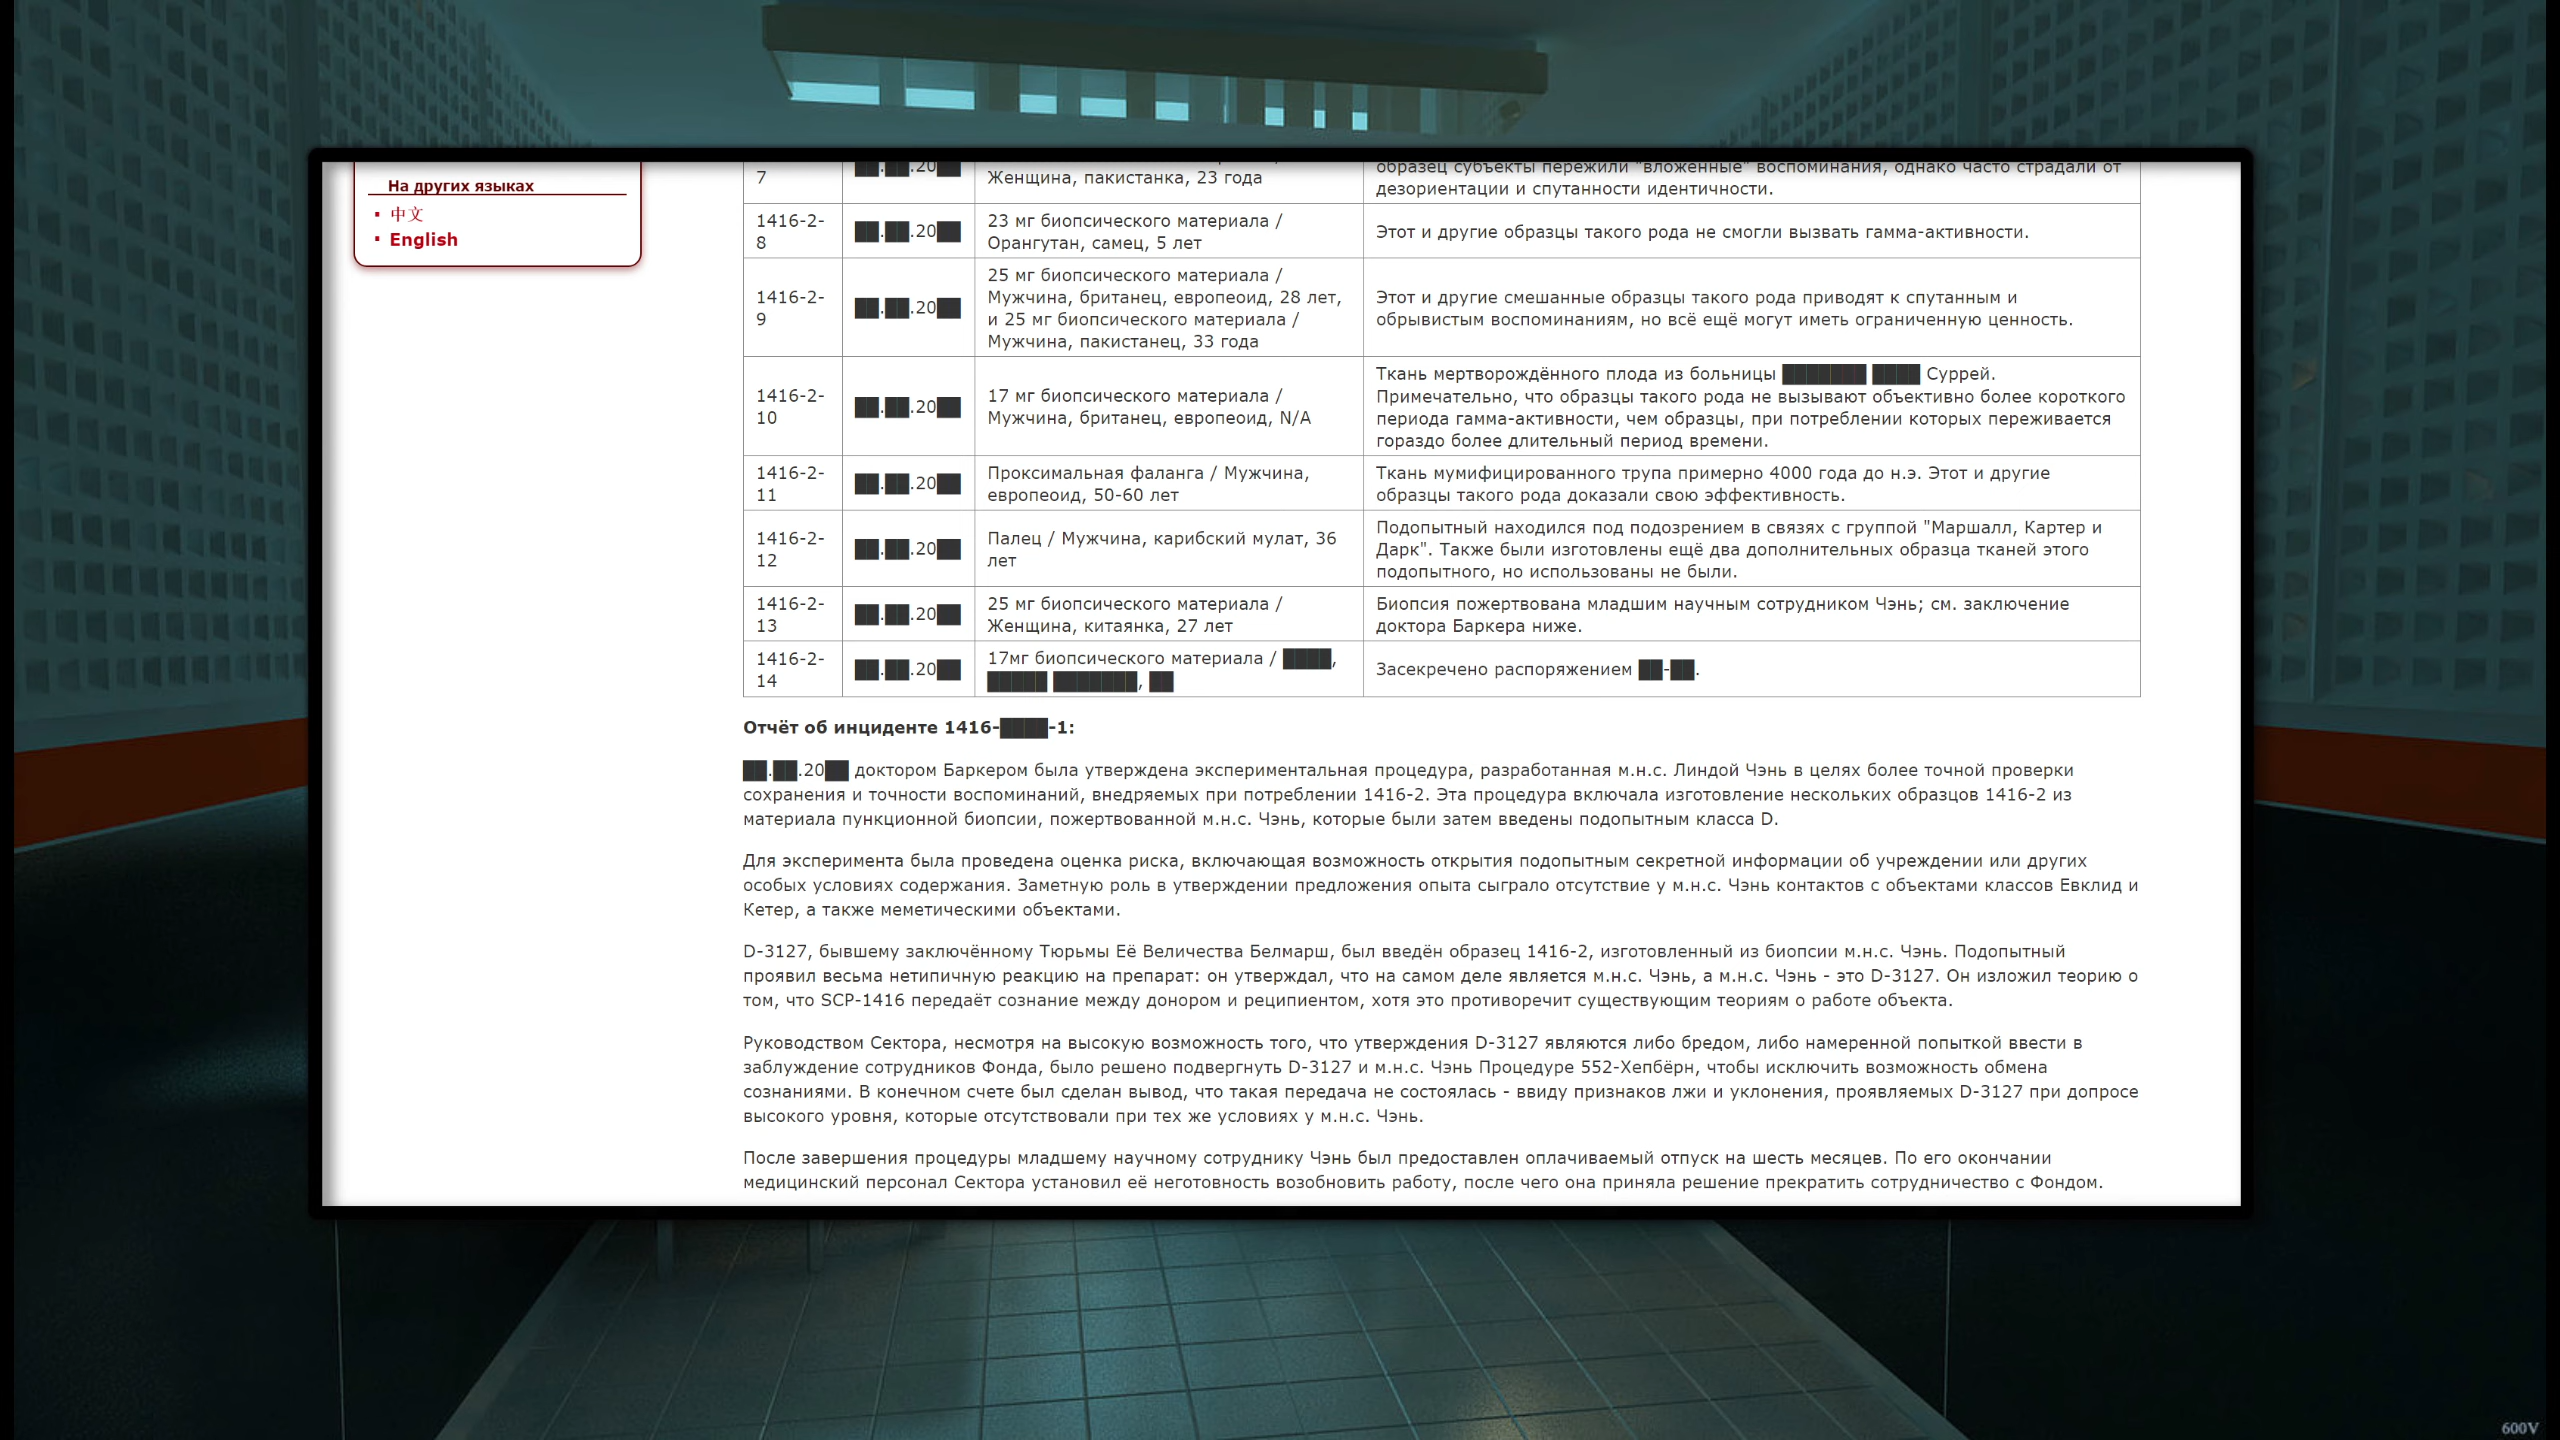 На других языках
中文
English
образец субъекты пережили "вложенные" воспоминания, однако часто страдали от
7
██.██.20██
Женщина, пакистанка, 23 года
дезориентации и спутанности идентичности.
1416-2-
8
██.██.20██
23 мг биопсического материала /
Орангутан, самец, 5 лет
Этот и другие образцы такого рода не смогли вызвать гамма-активности.
1416-2-
9
██.██.20██
25 мг биопсического материала /
Мужчина, британец, европеоид, 28 лет,
и 25 мг биопсического материала /
Мужчина, пакистанец, 33 года
Этот и другие смешанные образцы такого рода приводят к спутанным и
обрывистым воспоминаниям, но всё ещё могут иметь ограниченную ценность.
1416-2-
10
██.██.20██
17 мг биопсического материала /
Мужчина, британец, европеоид, N/A
Ткань мертворождённого плода из больницы ███████ ████ Суррей.
Примечательно, что образцы такого рода не вызывают объективно более короткого
периода гамма-активности, чем образцы, при потреблении которых переживается
гораздо более длительный период времени.
1416-2-
11
██.██.20██
Проксимальная фаланга / Мужчина,
европеоид, 50-60 лет
Ткань мумифицированного трупа примерно 4000 года до н.э. Этот и другие
образцы такого рода доказали свою эффективность.
1416-2-
12
██.██.20██
Палец / Мужчина, карибский мулат, 36
лет
Подопытный находился под подозрением в связях с группой "Маршалл, Картер и
Дарк". Также были изготовлены ещё два дополнительных образца тканей этого
подопытного, но использованы не были.
1416-2-
13
██.██.20██
25 мг биопсического материала /
Женщина, китаянка, 27 лет
Биопсия пожертвована младшим научным сотрудником Чэнь; см. заключение
доктора Баркера ниже.
1416-2-
14
██.██.20██
17мг биопсического материала / ████,
█████ ███████, ██
Засекречено распоряжением ██-██.
Отчёт об инциденте 1416-████-1:
██.██.20██ доктором Баркером была утверждена экспериментальная процедура, разработанная м.н.с. Линдой Чэнь в целях более точной проверки
сохранения и точности воспоминаний, внедряемых при потреблении 1416-2. Эта процедура включала изготовление нескольких образцов 1416-2 из
материала пункционной биопсии, пожертвованной м.н.с. Чэнь, которые были затем введены подопытным класса D.
Для эксперимента была проведена оценка риска, включающая возможность открытия подопытным секретной информации об учреждении или других
особых условиях содержания. Заметную роль в утверждении предложения опыта сыграло отсутствие у м.н.с. Чэнь контактов с объектами классов Евклид и
Кетер, а также меметическими объектами.
D-3127, бывшему заключённому Тюрьмы Её Величества Белмарш, был введён образец 1416-2, изготовленный из биопсии м.н.с. Чэнь. Подопытный
проявил весьма нетипичную реакцию на препарат: он утверждал, что на самом деле является м.н.с. Чэнь, а м.н.с. Чэнь - это D-3127. Он изложил теорию о
том, что SCP-1416 передаёт сознание между донором и реципиентом, хотя это противоречит существующим теориям о работе объекта.
Руководством Сектора, несмотря на высокую возможность того, что утверждения D-3127 являются либо бредом, либо намеренной попыткой ввести в
заблуждение сотрудников Фонда, было решено подвергнуть D-3127 и м.н.с. Чэнь Процедуре 552-Хепбёрн, чтобы исключить возможность обмена
сознаниями. В конечном счете был сделан вывод, что такая передача не состоялась - ввиду признаков лжи и уклонения, проявляемых D-3127 при допросе
высокого уровня, которые отсутствовали при тех же условиях у м.н.с. Чэнь.
После завершения процедуры младшему научному сотруднику Чэнь был предоставлен оплачиваемый отпуск на шесть месяцев. По его окончании
медицинский персонал Сектора установил её неготовность возобновить работу, после чего она приняла решение прекратить сотрудничество с Фондом.
600V